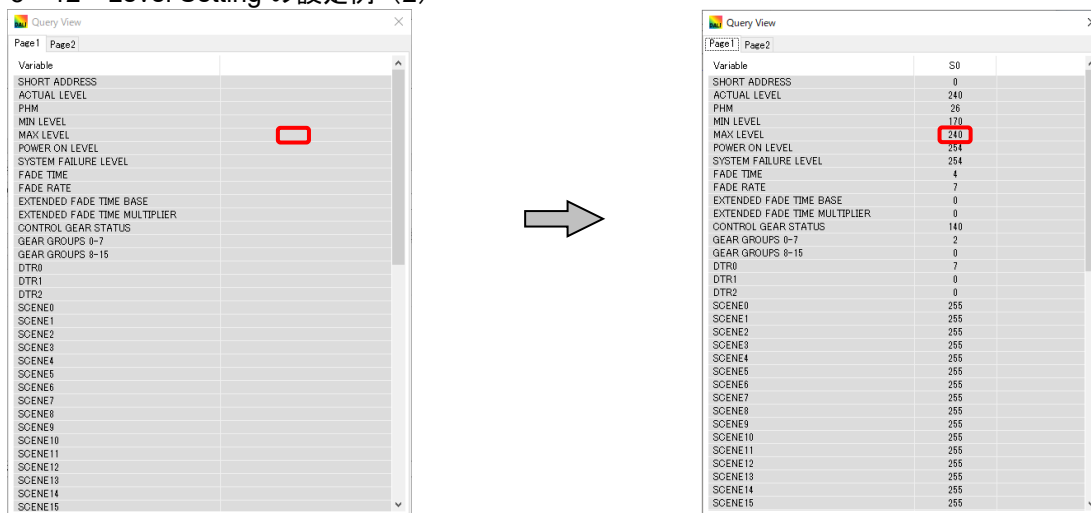 Level Setting の設定例（2）
Query View
Page1 Page2
Variable
SHORT ADDRESS
ACTUAL LEVEL
PHM
MIN LEVEL
MAX LEVEL
POWER ON LEVEL
SYSTEM FAILURE LEVEL
FADE TIME
FADE RATE
EXTENDED FADE TIME BASE
EXTENDED FADE TIME MULTIPLIER
CONTROL GEAR STATUS
GEAR GROUPS 0-7
GEAR GROUPS 8-15
DTR0
DTR1
DTR2
SCENE0
SCENE1
SCENE2
SCENE3
SCENE4
SCENE5
SCENE6
SCENE7
SCENE8
SCENE9
SCENE10
SCENE11
SCENE12
SCENE13
SCENE14
SCENE15
Query View
Page1 Page2
Variable S0
SHORT ADDRESS 0
ACTUAL LEVEL 240
PHM 26
MIN LEVEL 170
MAX LEVEL 240
POWER ON LEVEL 254
SYSTEM FAILURE LEVEL 254
FADE TIME 4
FADE RATE 7
EXTENDED FADE TIME BASE 0
EXTENDED FADE TIME MULTIPLIER 0
CONTROL GEAR STATUS 140
GEAR GROUPS 0-7 2
GEAR GROUPS 8-15 0
DTR0 7
DTR1 0
DTR2 0
SCENE0 255
SCENE1 255
SCENE2 255
SCENE3 255
SCENE4 255
SCENE5 255
SCENE6 255
SCENE7 255
SCENE8 255
SCENE9 255
SCENE10 255
SCENE11 255
SCENE12 255
SCENE13 255
SCENE14 255
SCENE15 255